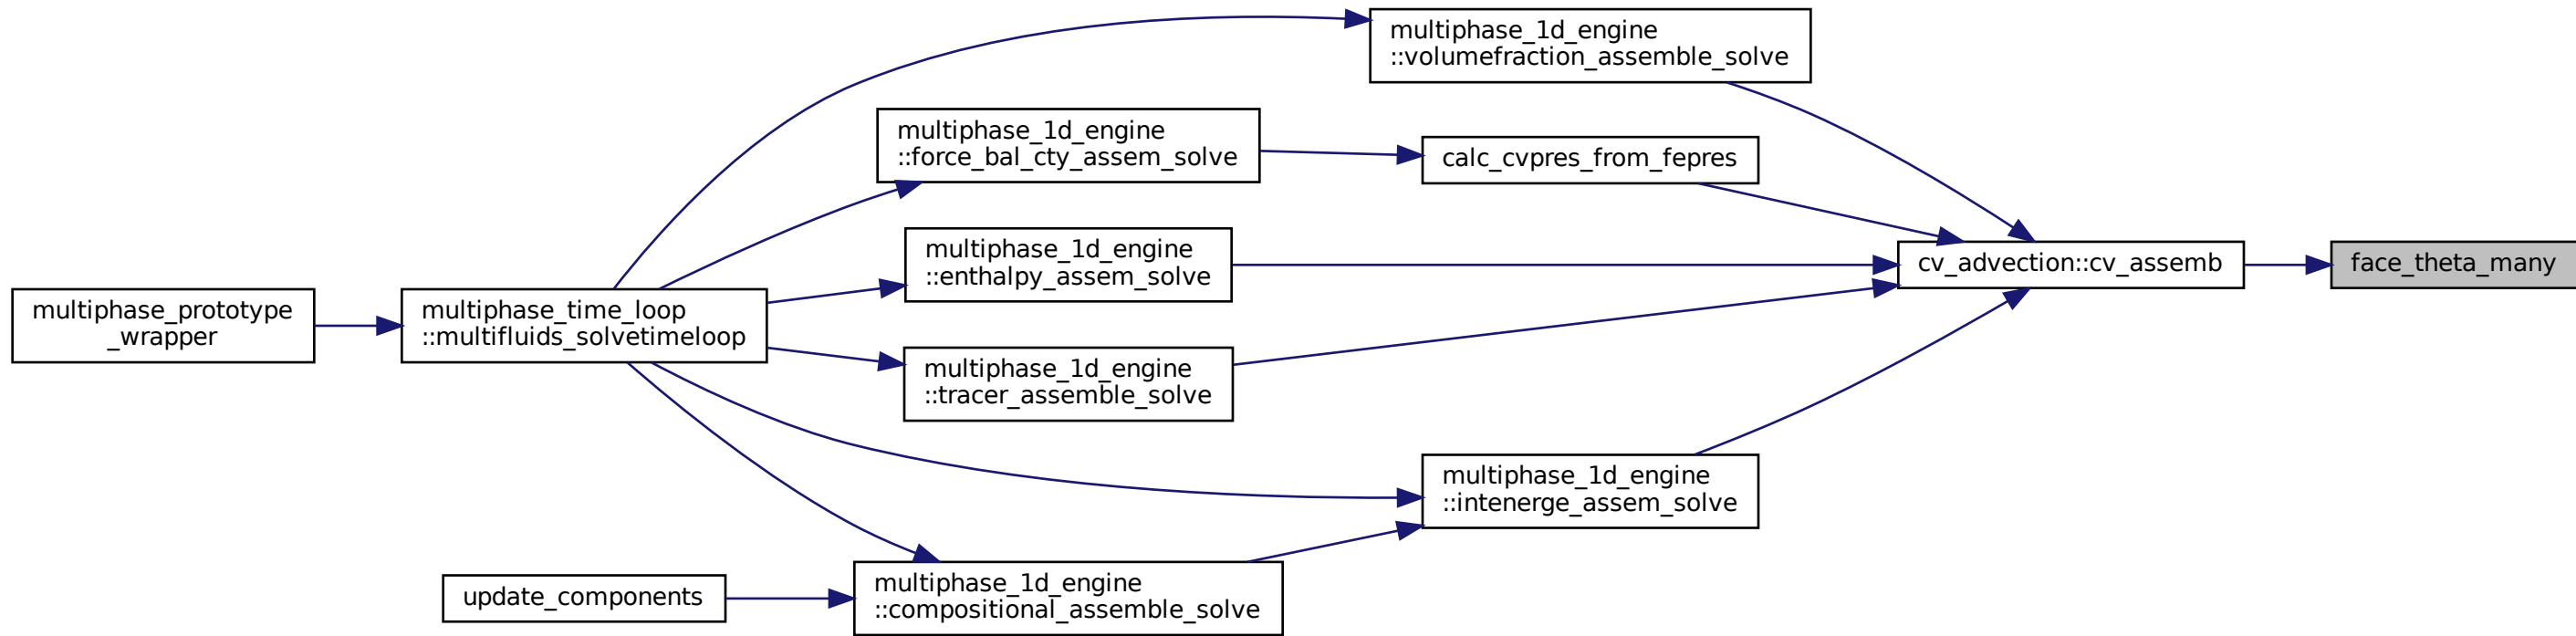 multiphase_1d_engine
::volumefraction_assemble_solve
multiphase_1d_engine
::force_bal_cty_assem_solve
calc_cvpres_from_fepres
multiphase_1d_engine
::enthalpy_assem_solve
cv_advection::cv_assemb
face_theta_many
multiphase_prototype
_wrapper
multiphase_time_loop
::multifluids_solvetimeloop
multiphase_1d_engine
::tracer_assemble_solve
multiphase_1d_engine
::intenerge_assem_solve
update_components
multiphase_1d_engine
::compositional_assemble_solve